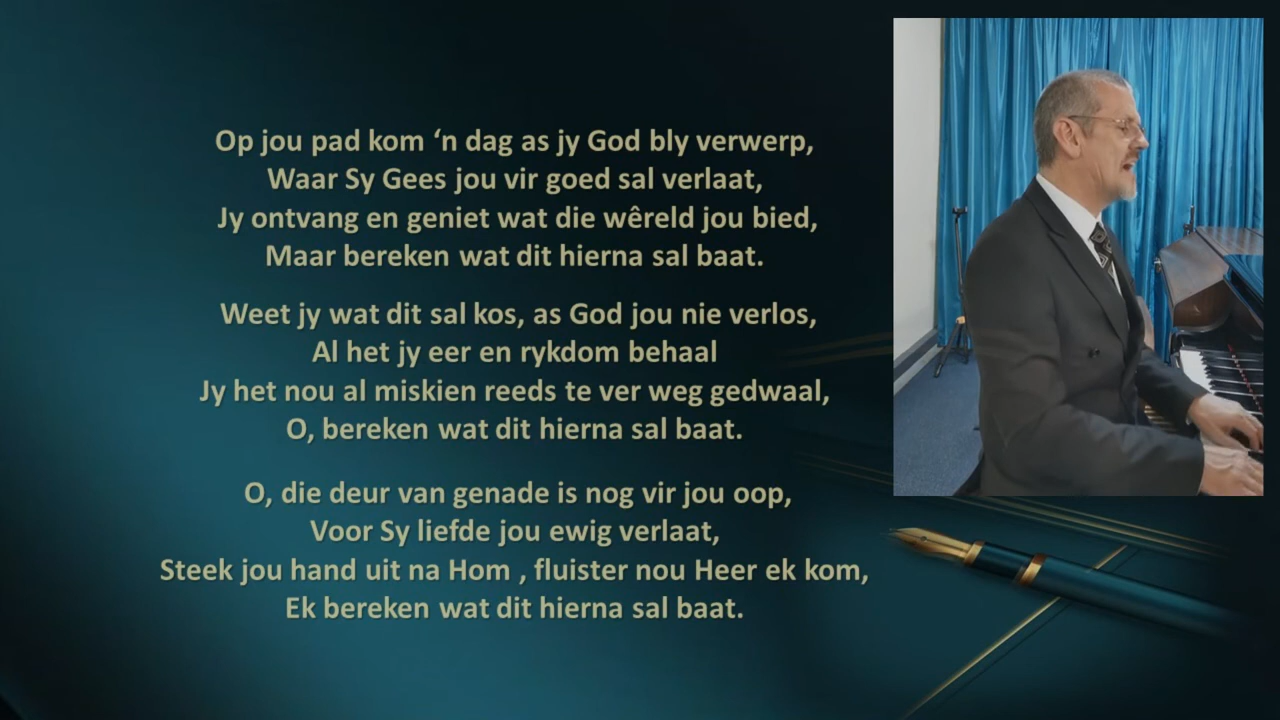 Op jou pad kom ‘n dag as jy God bly verwerp,
Waar Sy Gees jou vir goed sal verlaat,
Jy ontvang en geniet wat die wêreld jou bied,
Maar bereken wat dit hierna sal baat.
Weet jy wat dit sal kos, as God jou nie verlos,
Al het jy eer en rykdom behaal
Jy het nou al miskien reeds te ver weg gedwaal,
O, bereken wat dit hierna sal baat.
O, die deur van genade is nog vir jou oop,
Voor Sy liefde jou ewig verlaat,
Steek jou hand uit na Hom , fluister nou Heer ek kom,
Ek bereken wat dit hierna sal baat.